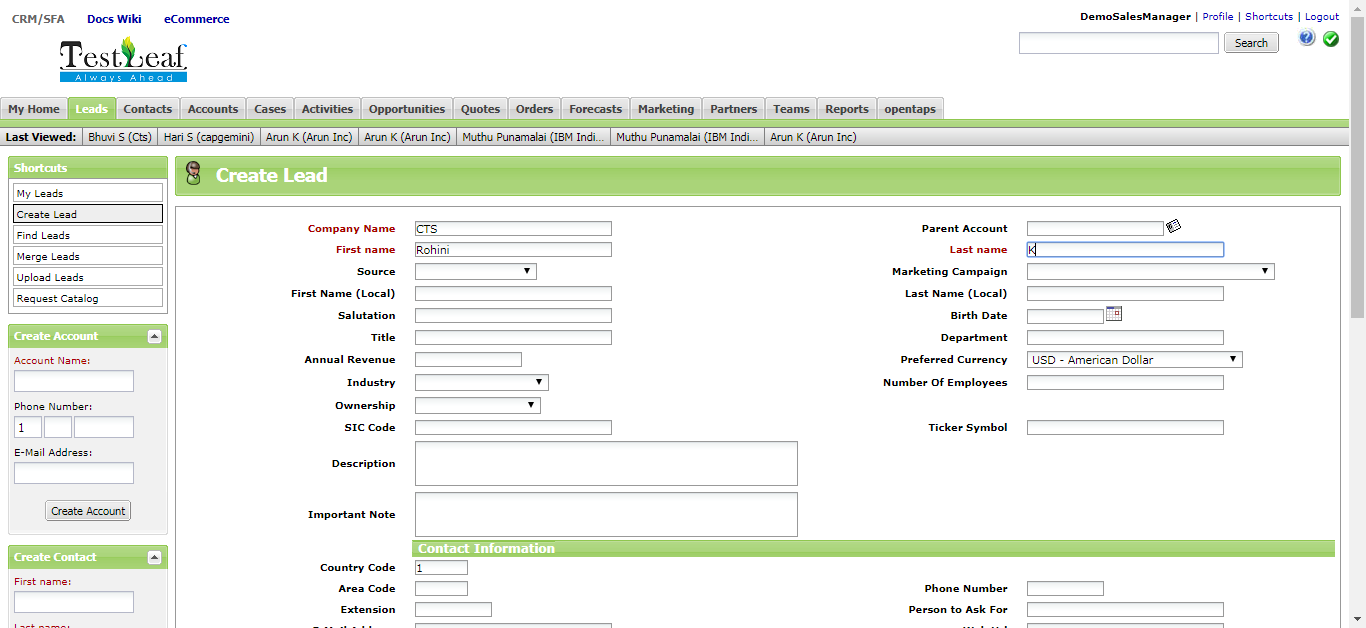 CRM/SFA Docs Wiki eCommerce
DemoSalesManager | Profile | Shortcuts | Logout
TestLeaf
Always Ahead
Search
My Home Leads Contacts Accounts Cases Activities Opportunities Quotes Orders Forecasts Marketing Partners Teams Reports opentaps
Last Viewed: Bhuvi S (Cts) Hari S (capgemini) Arun K (Arun Inc) Arun K (Arun Inc) Muthu Punamalai (IBM Indi... Muthu Punamalai (IBM Indi... Arun K (Arun Inc)
Shortcuts
My Leads
Create Lead
Find Leads
Merge Leads
Upload Leads
Request Catalog
Create Account
Account Name:
Phone Number:
1
E-Mail Address:
Create Account
Create Contact
First name:
Last name:
Create Lead
Company Name CTS Parent Account
First name Rohini Last name K
Source Marketing Campaign
First Name (Local) Last Name (Local)
Salutation Birth Date
Title Department
Annual Revenue Preferred Currency USD - American Dollar
Industry Number Of Employees
Ownership
SIC Code Ticker Symbol
Description
Important Note
Contact Information
Country Code 1
Area Code Phone Number
Extension Person to Ask For